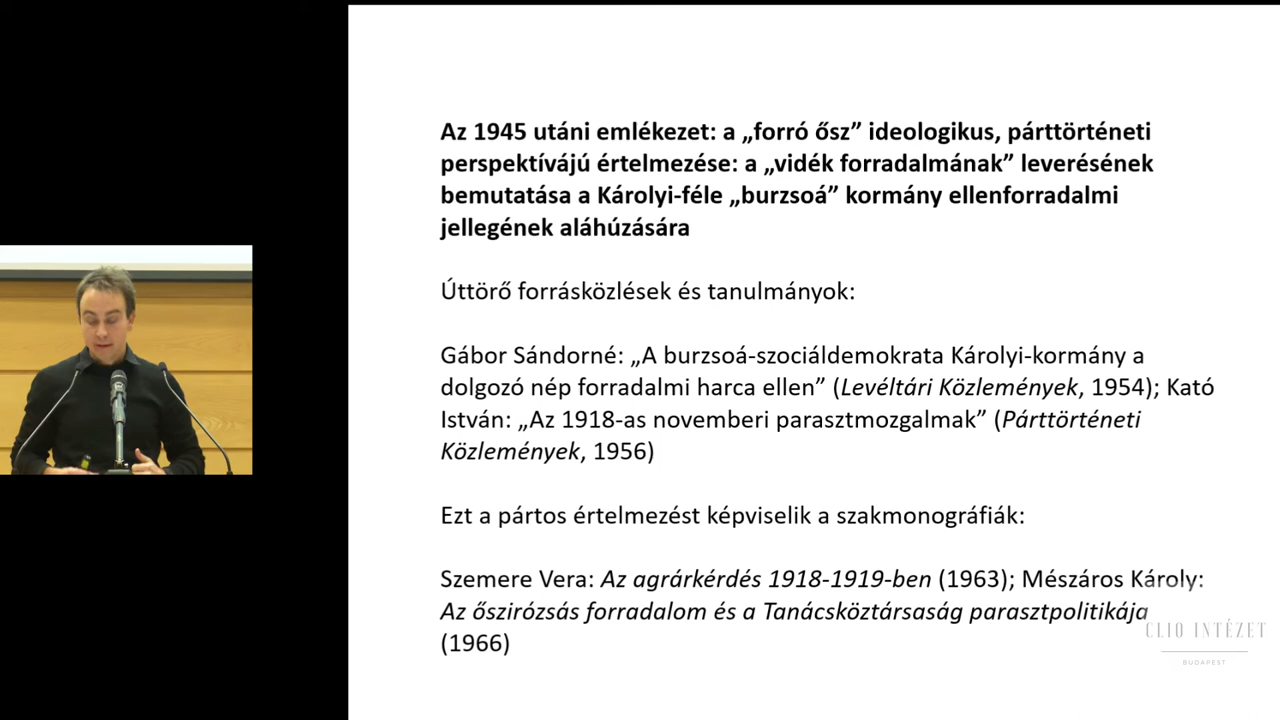 Az 1945 utáni emlékezet: a „forró ősz” ideologikus, párttörténeti
perspektívájú értelmezése: a „vidék forradalmának” leverésének
bemutatása a Károlyi-féle „burzsoá” kormány ellenforradalmi
jellegének aláhúzására
Úttörő forrásközlések és tanulmányok:
Gábor Sándorné: „A burzsoá-szociáldemokrata Károlyi-kormány a
dolgozó nép forradalmi harca ellen” (Levéltári Közlemények, 1954); Kató
István: „Az 1918-as novemberi parasztmozgalmak” (Párttörténeti
Közlemények, 1956)
Ezt a pártos értelmezést képviselik a szakmonográfiák:
Szemere Vera: Az agrárkérdés 1918-1919-ben (1963); Mészáros Károly:
Az őszirózsás forradalom és a Tanácsköztársaság parasztpolitikája
(1966)
CLIO INTÉZET
BUDAPEST